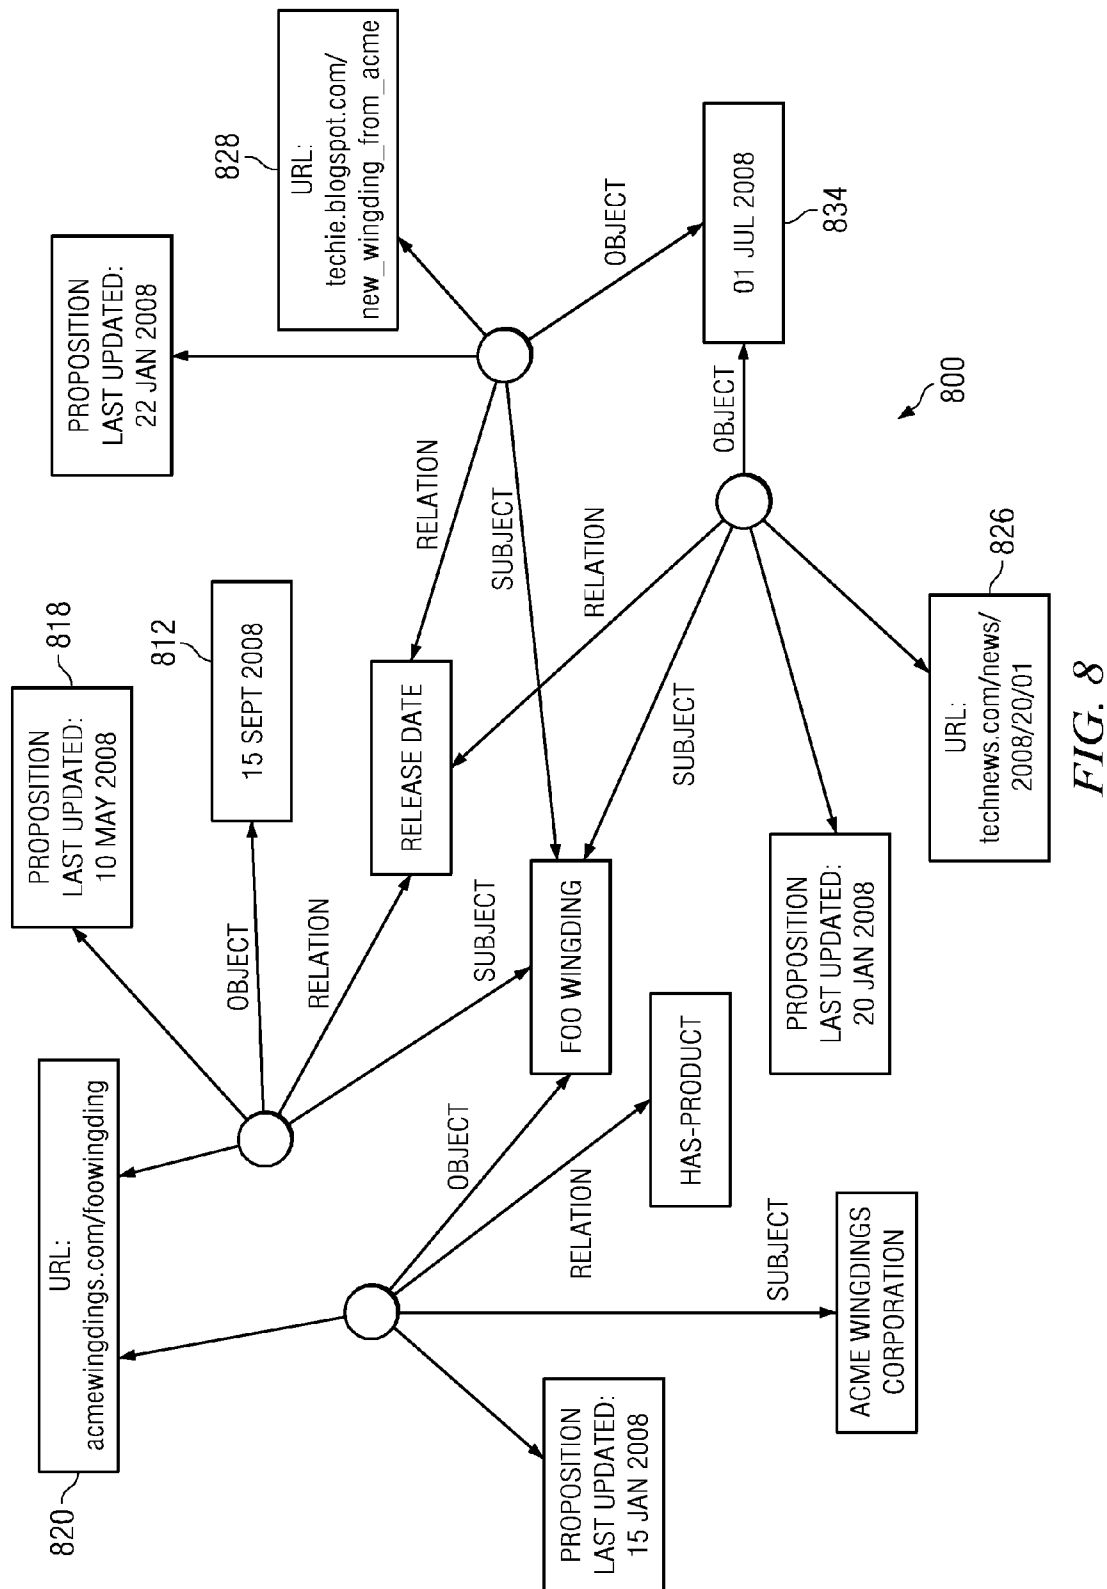 820
URL:
acmewingdings.com/foowingding
PROPOSITION
LAST UPDATED:
10 MAY 2008
818
PROPOSITION
LAST UPDATED:
22 JAN 2008
URL:
techie.blogspot.com/
new_wingding_from_acme
828
OBJECT
15 SEPT 2008
812
RELATION
RELEASE DATE
RELATION
SUBJECT
SUBJECT
OBJECT
01 JUL 2008
834
PROPOSITION
LAST UPDATED:
15 JAN 2008
OBJECT
RELATION
HAS-PRODUCT
FOO WINGDING
RELATION
SUBJECT
OBJECT
SUBJECT
ACME WINGDINGS
CORPORATION
PROPOSITION
LAST UPDATED:
20 JAN 2008
URL:
technews.com/news/
2008/20/01
826
800
FIG. 8